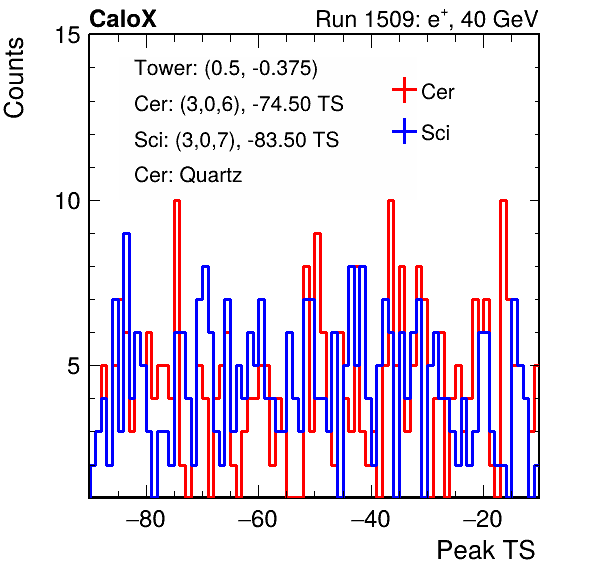 CaloX Run 1509: e⁺, 40 GeV
Counts
15
Tower: (0.5, -0.375)
Cer: (3,0,6), -74.50 TS
Sci: (3,0,7), -83.50 TS
Cer: Quartz
Cer
Sci
10
5
−80 −60 −40 −20
Peak TS